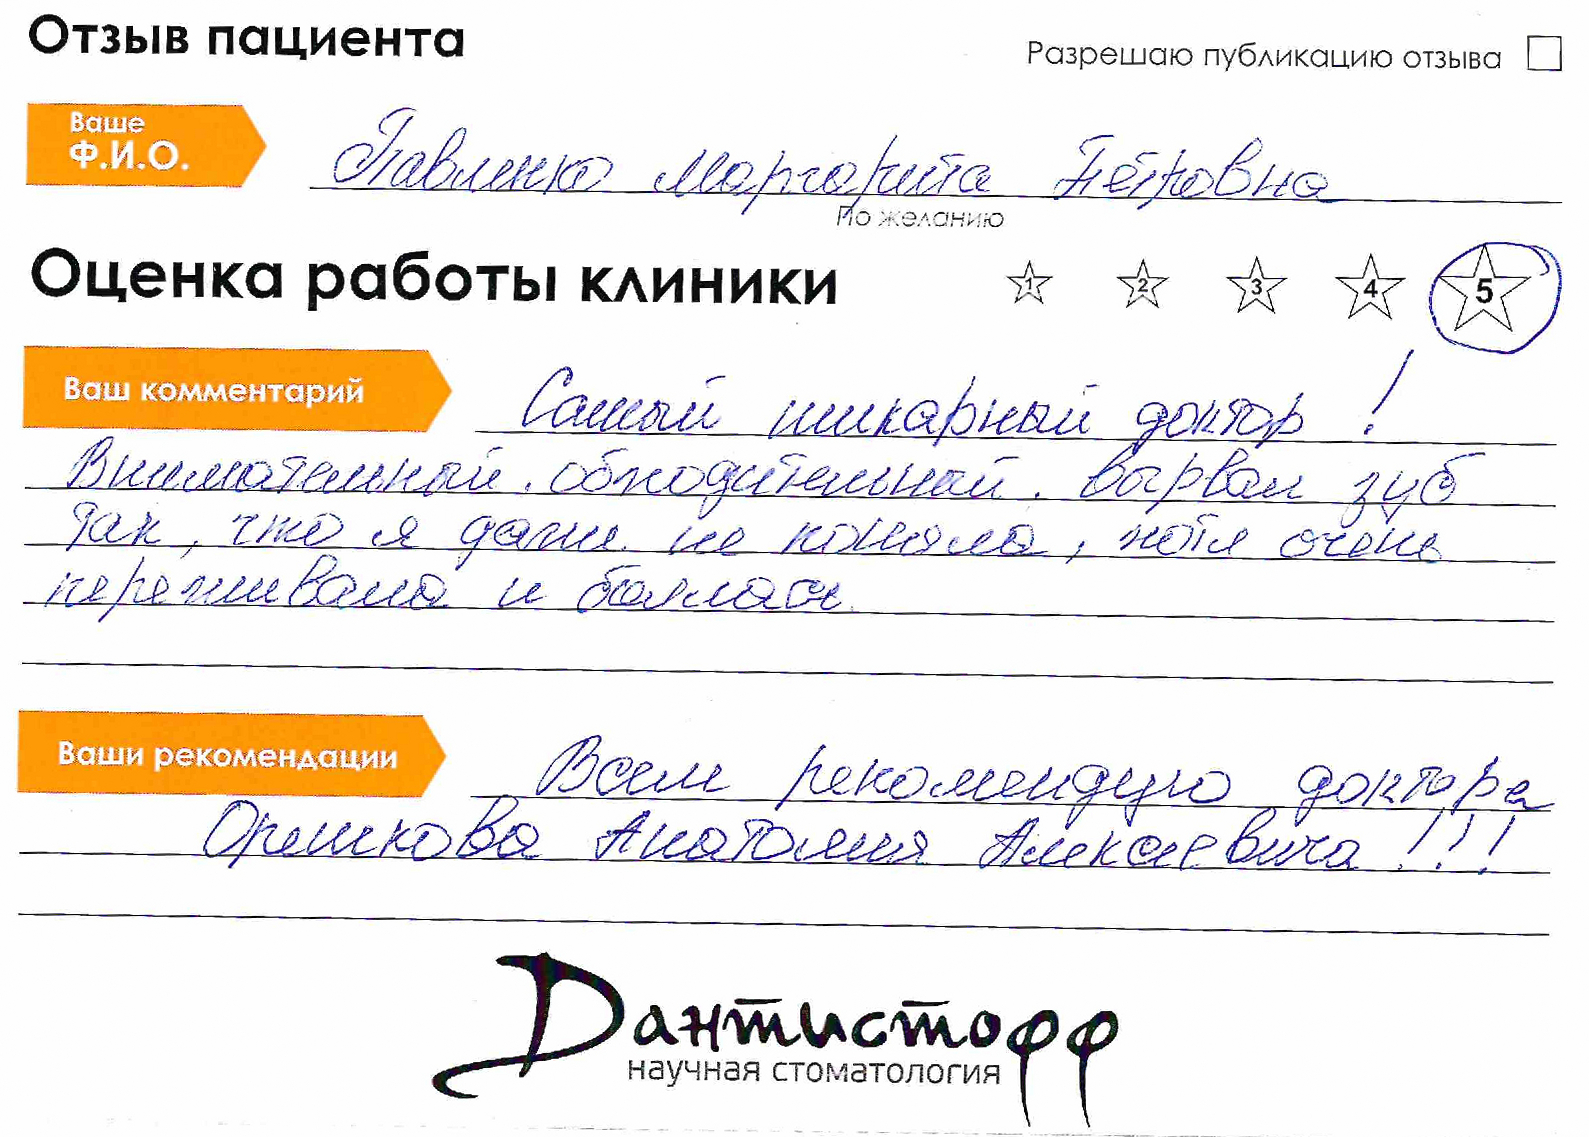 Отзыв пациента
Разрешаю публикацию отзыва
Ваше
Ф.И.О.
Павленко Маргарита Петровна
По желанию
Оценка работы клиники
1 2 3 4 5
Ваш комментарий
Самый шикарный доктор!
Внимательный, обходительный. вырвал зуб
так, что я даже не поняла, хотя очень
переживала и боялась.
Ваши рекомендации
Всем рекомендую доктора
Орешкова Анатолия Алексеевича!!!
Дантистофф
научная стоматология